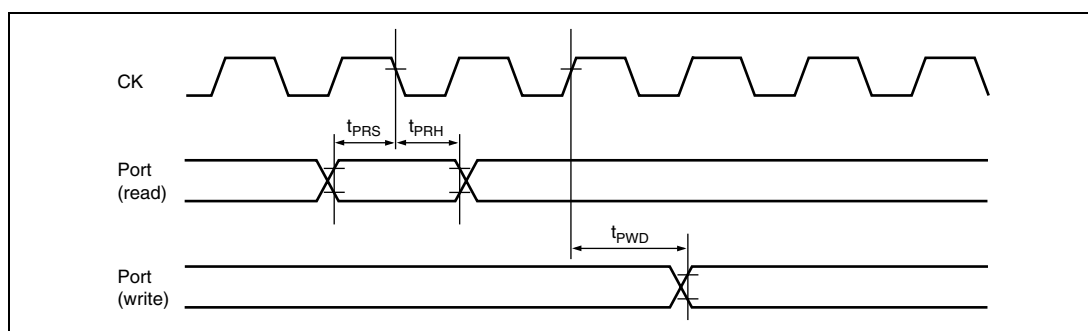 CK
tPRS
tPRH
Port
(read)
tPWD
Port
(write)